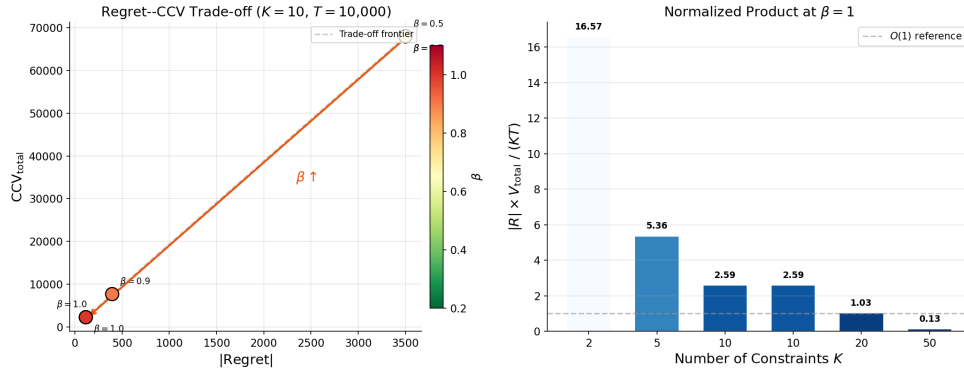 Regret--CCV Trade-off (K = 10, T = 10,000)
β = 0.5
Trade-off frontier
70000
60000
50000
40000
30000
20000
10000
0
CCV_total
β ↑
β = 0.9
β = 1.0
β = 1.0
0 500 1000 1500 2000 2500 3000 3500
|Regret|
1.0
0.8
0.6
0.4
0.2
β
Normalized Product at β = 1
O(1) reference
16
14
12
10
8
6
4
2
0
|R| × V_total / (KT)
16.57
5.36
2.59
2.59
1.03
0.13
2 5 10 10 20 50
Number of Constraints K